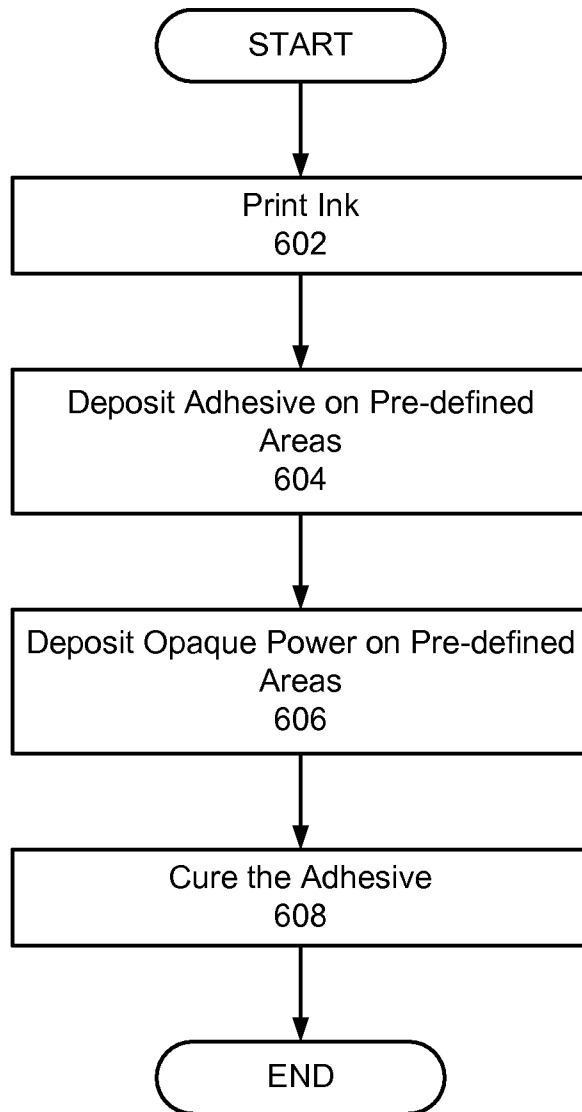 START
Print Ink
602
Deposit Adhesive on Pre-defined
Areas
604
Deposit Opaque Power on Pre-defined
Areas
606
Cure the Adhesive
608
END